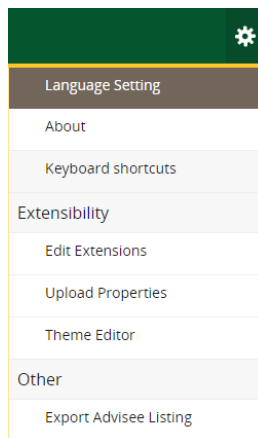 Language Setting
About
Keyboard shortcuts
Extensibility
Edit Extensions
Upload Properties
Theme Editor
Other
Export Advisee Listing